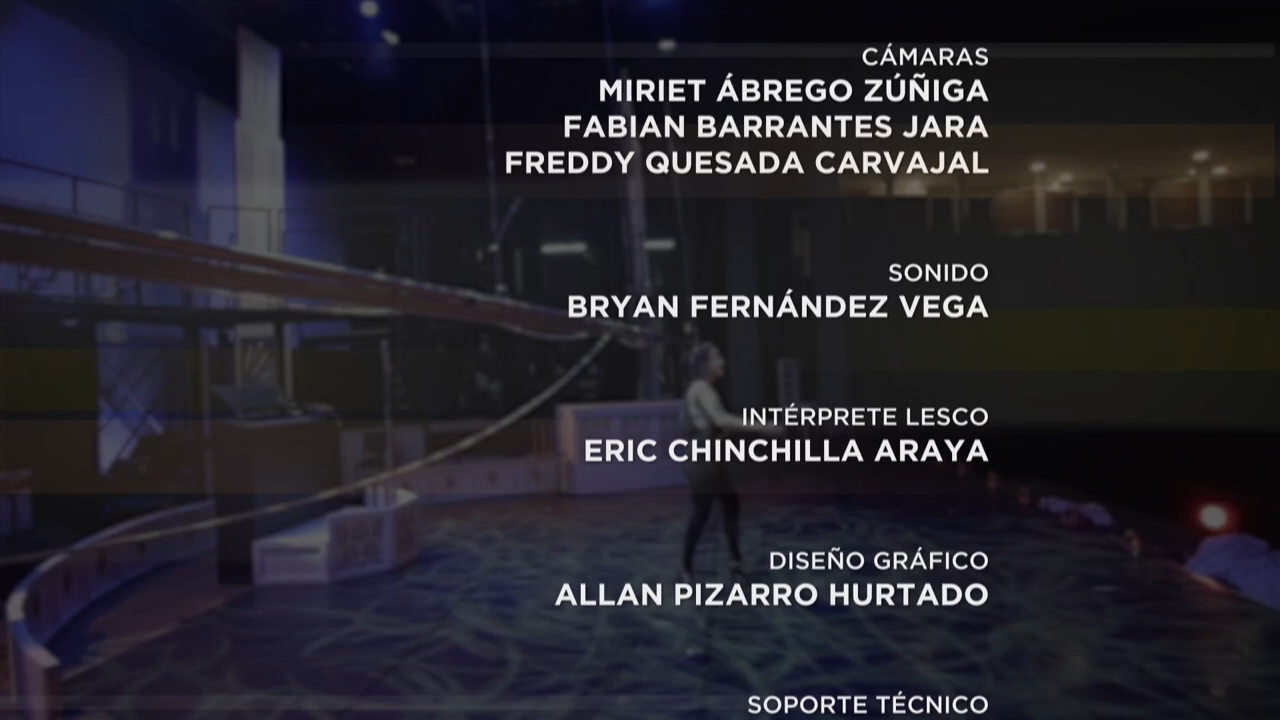 CÁMARAS
MIRIET ÁBREGO ZÚÑIGA
FABIAN BARRANTES JARA
FREDDY QUESADA CARVAJAL
SONIDO
BRYAN FERNÁNDEZ VEGA
INTÉRPRETE LESCO
ERIC CHINCHILLA ARAYA
DISEÑO GRÁFICO
ALLAN PIZARRO HURTADO
SOPORTE TÉCNICO